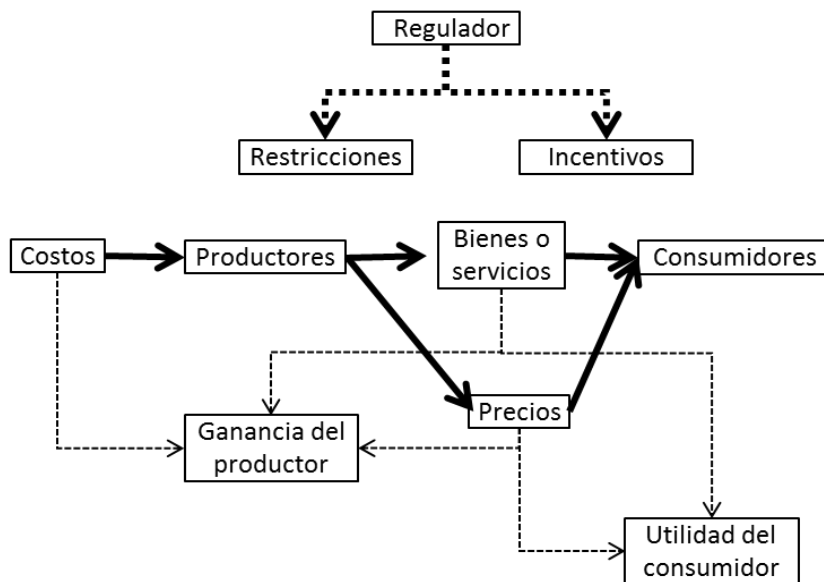 Regulador
Restricciones
Incentivos
Costos
Productores
Bienes o
servicios
Consumidores
Precios
Ganancia del
productor
Utilidad del
consumidor